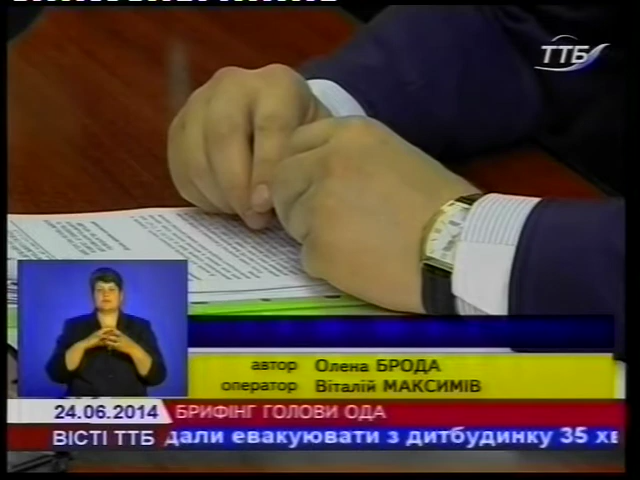 ТТБ
автор Олена БРОДА
оператор Віталій МАКСИМІВ
24.06.2014 БРИФІНГ ГОЛОВИ ОДА
ВІСТІ ТТБ дали евакуювати з дитбудинку 35 хв